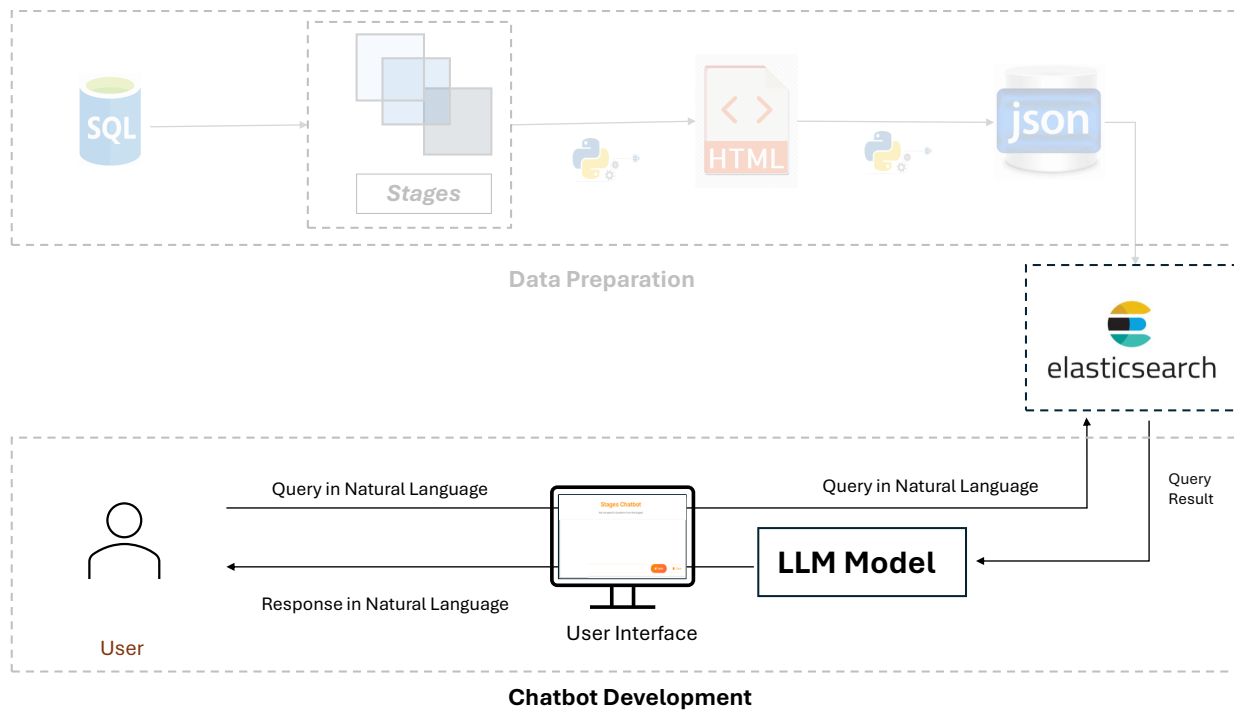 SQL
Stages
HTML
json
Data Preparation
elasticsearch
Query in Natural Language
Query in Natural Language
Query
Result
Stages Chatbot
LLM Model
Response in Natural Language
User Interface
User
Chatbot Development